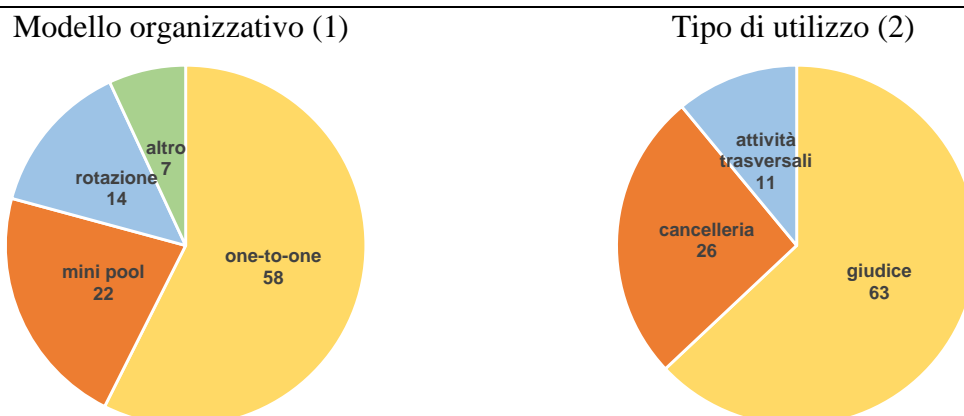 Modello organizzativo (1)
altro
7
rotazione
14
mini pool
22
one-to-one
58
Tipo di utilizzo (2)
attività
trasversali
11
cancelleria
26
giudice
63